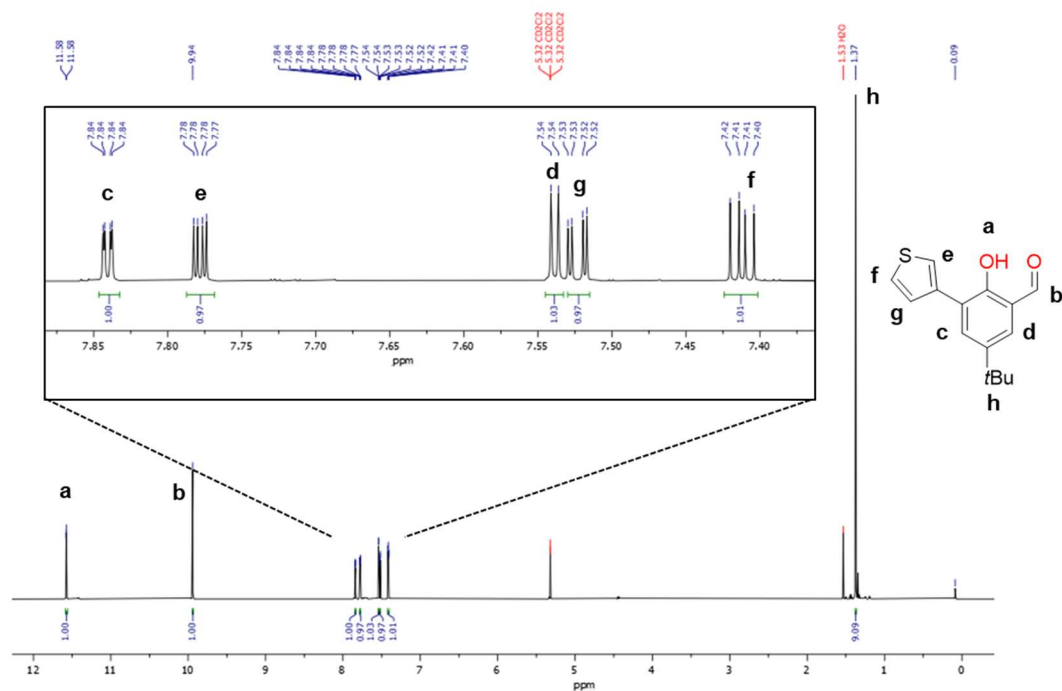 11.58
11.58
9.94
7.84
7.84
7.84
7.84
7.78
7.78
7.78
7.77
7.54
7.54
7.53
7.53
7.52
7.52
7.42
7.41
7.41
7.40
5.32 CD2Cl2
5.32 CD2Cl2
5.32 CD2Cl2
1.53 H2O
1.37
0.09
7.84
7.84
7.84
7.84
7.78
7.78
7.78
7.77
7.54
7.54
7.53
7.53
7.52
7.52
7.42
7.41
7.41
7.40
c
e
d
g
f
1.00
0.97
1.03
0.97
1.01
7.85 7.80 7.75 7.70 7.65 7.60 7.55 7.50 7.45 7.40
ppm
h
a
S e OH O
f b
g
c d
tBu
h
a b
1.00
1.00
1.00
0.97
1.03
0.97
1.01
9.09
12 11 10 9 8 7 6 5 4 3 2 1 0
ppm